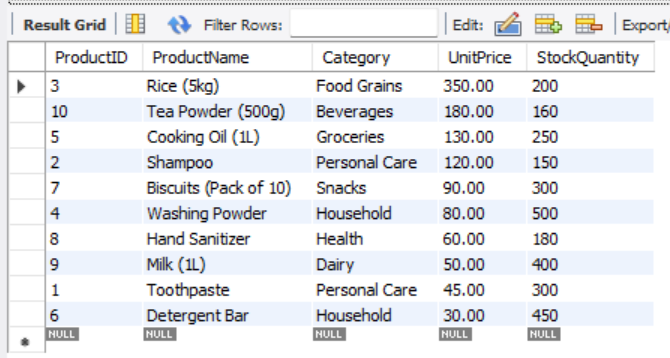 Result Grid Filter Rows: Edit: Export/
ProductID ProductName Category UnitPrice StockQuantity
3 Rice (5kg) Food Grains 350.00 200
10 Tea Powder (500g) Beverages 180.00 160
5 Cooking Oil (1L) Groceries 130.00 250
2 Shampoo Personal Care 120.00 150
7 Biscuits (Pack of 10) Snacks 90.00 300
4 Washing Powder Household 80.00 500
8 Hand Sanitizer Health 60.00 180
9 Milk (1L) Dairy 50.00 400
1 Toothpaste Personal Care 45.00 300
6 Detergent Bar Household 30.00 450
NULL NULL NULL NULL NULL